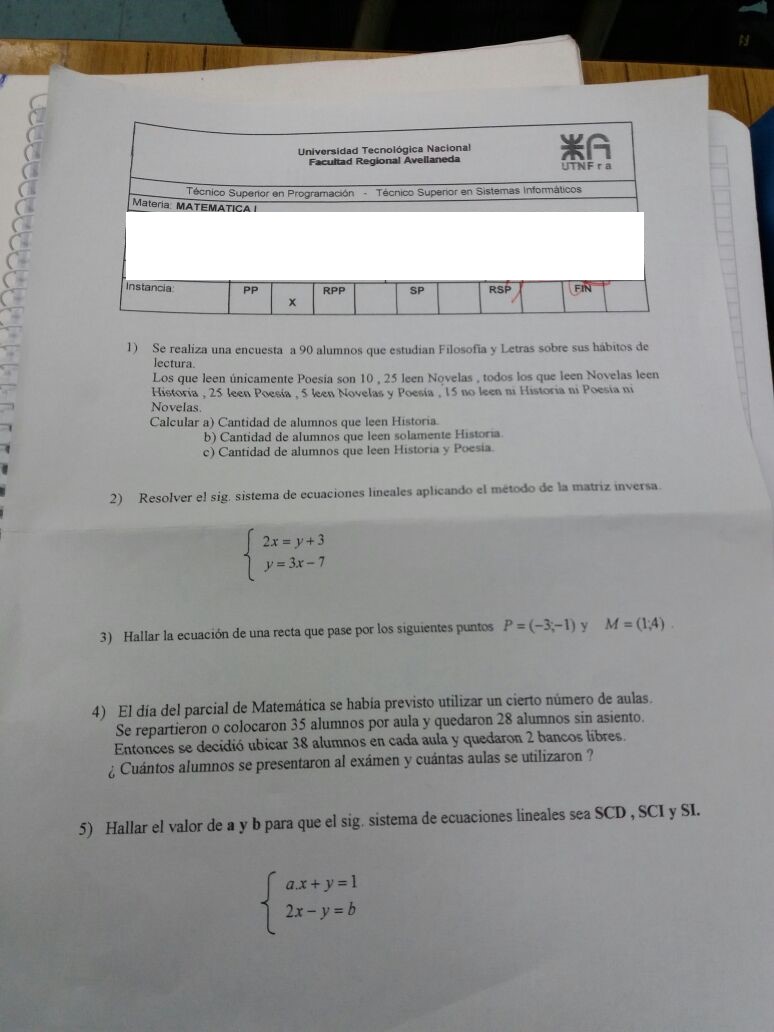 Universidad Tecnológica Nacional
Facultad Regional Avellaneda
UTNFra
Técnico Superior en Programación - Técnico Superior en Sistemas Informáticos
Materia: MATEMATICA I
Instancia: PP X RPP SP RSP FIN
1) Se realiza una encuesta a 90 alumnos que estudian Filosofía y Letras sobre sus hábitos de
lectura.
Los que leen únicamente Poesía son 10 , 25 leen Novelas , todos los que leen Novelas leen
Historia , 25 leen Poesía , 5 leen Novelas y Poesía , 15 no leen ni Historia ni Poesía ni
Novelas.
Calcular a) Cantidad de alumnos que leen Historia.
b) Cantidad de alumnos que leen solamente Historia.
c) Cantidad de alumnos que leen Historia y Poesía.
2) Resolver el sig. sistema de ecuaciones lineales aplicando el método de la matriz inversa.
2x = y + 3
y = 3x − 7
3) Hallar la ecuación de una recta que pase por los siguientes puntos P = (−3;−1) y M = (1;4) .
4) El día del parcial de Matemática se había previsto utilizar un cierto número de aulas.
Se repartieron o colocaron 35 alumnos por aula y quedaron 28 alumnos sin asiento.
Entonces se decidió ubicar 38 alumnos en cada aula y quedaron 2 bancos libres.
¿ Cuántos alumnos se presentaron al exámen y cuántas aulas se utilizaron ?
5) Hallar el valor de a y b para que el sig. sistema de ecuaciones lineales sea SCD , SCI y SI.
a.x + y = 1
2x − y = b